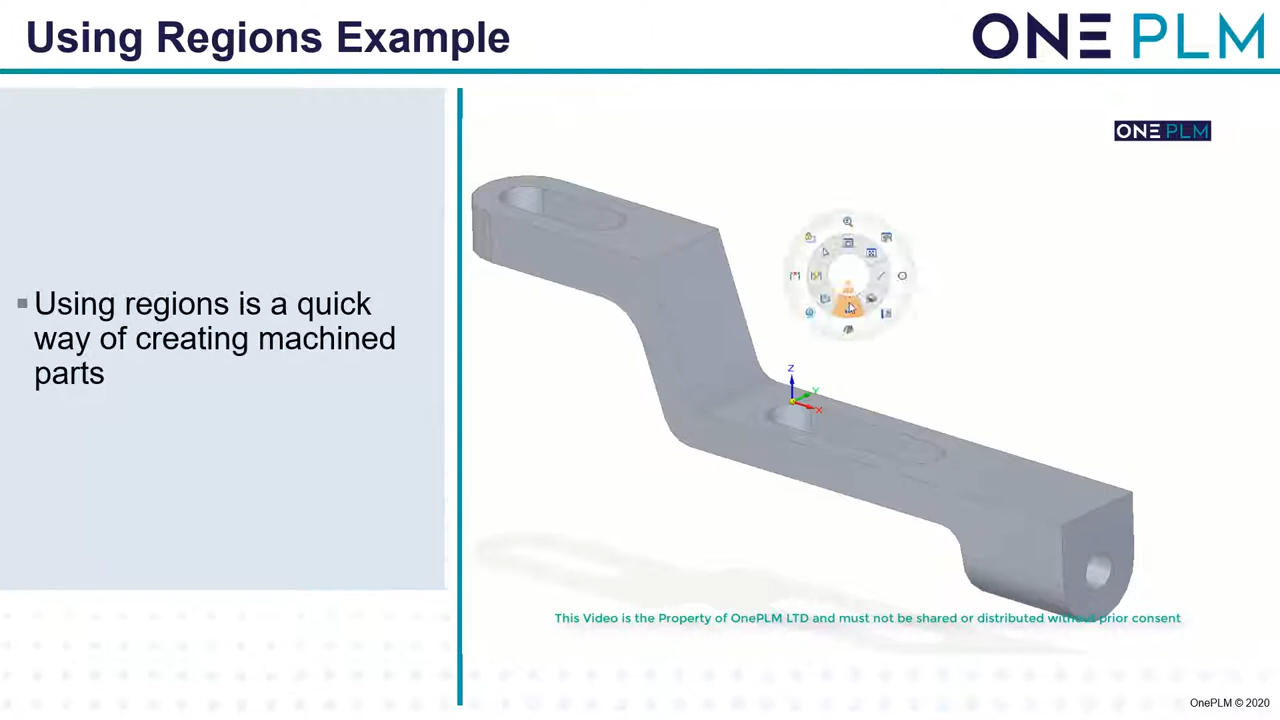 Using Regions Example
ONE PLM
ONE PLM
▪Using regions is a quick
way of creating machined
parts
Z
Y
X
This Video is the Property of OnePLM LTD and must not be shared or distributed without prior consent
OnePLM © 2020